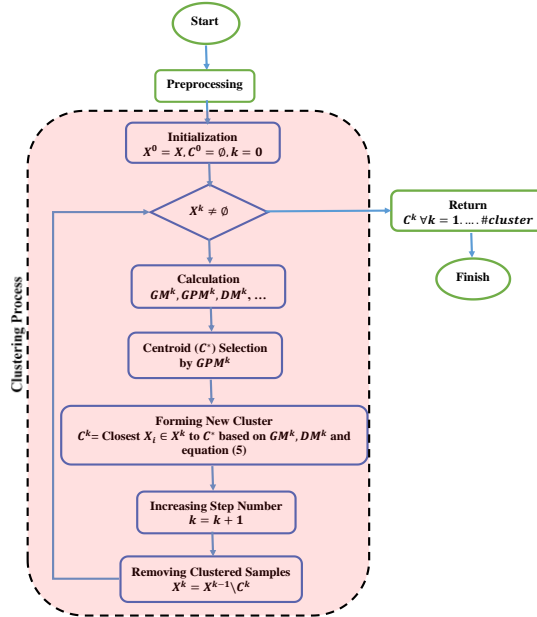 Start
Preprocessing
Initialization
X⁰ = X, C⁰ = ∅, k = 0
Xᵏ ≠ ∅
Return
Cᵏ ∀k = 1. ... #cluster
Finish
Calculation
GMᵏ, GPMᵏ, DMᵏ, ...
Centroid (C*) Selection
by GPMᵏ
Forming New Cluster
Cᵏ= Closest Xᵢ ∈ Xᵏ to C* based on GMᵏ, DMᵏ and
equation (5)
Increasing Step Number
k = k + 1
Removing Clustered Samples
Xᵏ = Xᵏ⁻¹\Cᵏ
Clustering Process